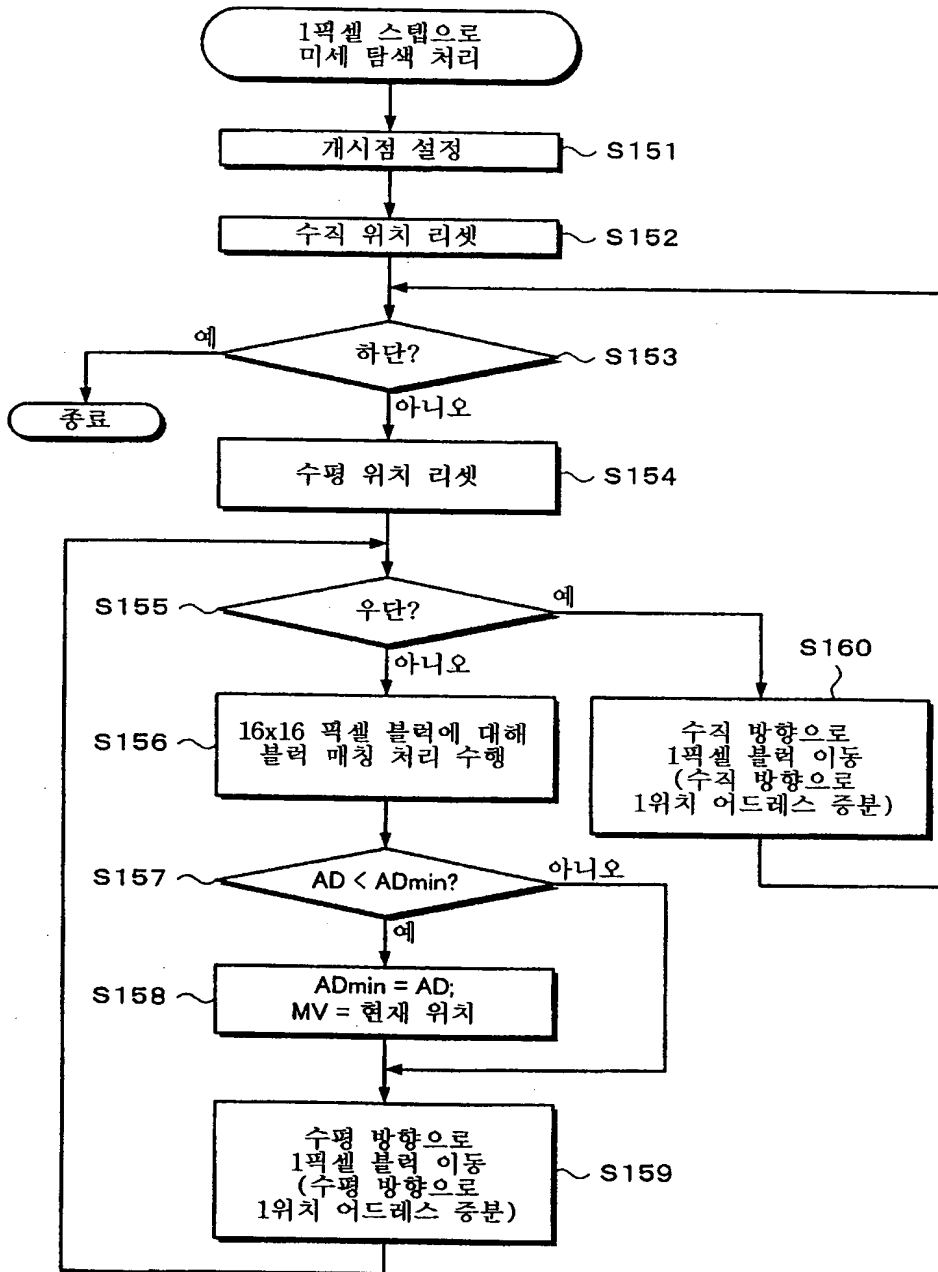 1픽셀 스텝으로
미세 탐색 처리
개시점 설정
S151
수직 위치 리셋
S152
예
하단?
S153
종료
아니오
수평 위치 리셋
S154
S155
우단?
예
아니오
S160
S156
16x16 픽셀 블럭에 대해
블럭 매칭 처리 수행
수직 방향으로
1픽셀 블럭 이동
(수직 방향으로
1위치 어드레스 증분)
S157
AD < ADmin?
아니오
예
S158
ADmin = AD;
MV = 현재 위치
수평 방향으로
1픽셀 블럭 이동
(수평 방향으로
1위치 어드레스 증분)
S159